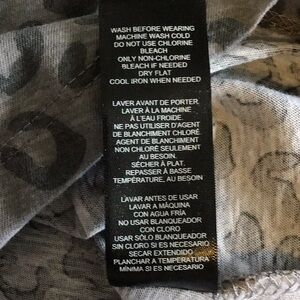 WASH BEFORE WEARING
MACHINE WASH COLD
DO NOT USE CHLORINE
BLEACH
ONLY NON-CHLORINE
BLEACH IF NEEDED
DRY FLAT
COOL IRON WHEN NEEDED
LAVER AVANT DE PORTER,
LAVER À LA MACHINE
À L'EAU FROIDE.
NE PAS UTILISER D'AGENT
DE BLANCHIMENT CHLORÉ.
AGENT DE BLANCHIMENT
NON CHLORÉ SEULEMENT
AU BESOIN.
SÉCHER À PLAT.
REPASSER À BASSE
TEMPÉRATURE, AU BESOIN
LAVAR ANTES DE USAR
LAVAR A MÁQUINA
CON AGUA FRÍA
NO USAR BLANQUEADOR
CON CLORO
USAR SÓLO BLANQUEADOR
SIN CLORO SI ES NECESARIO
SECAR EXTENDIDO
PLANCHAR A TEMPERATURA
MÍNIMA SI ES NECESARIO